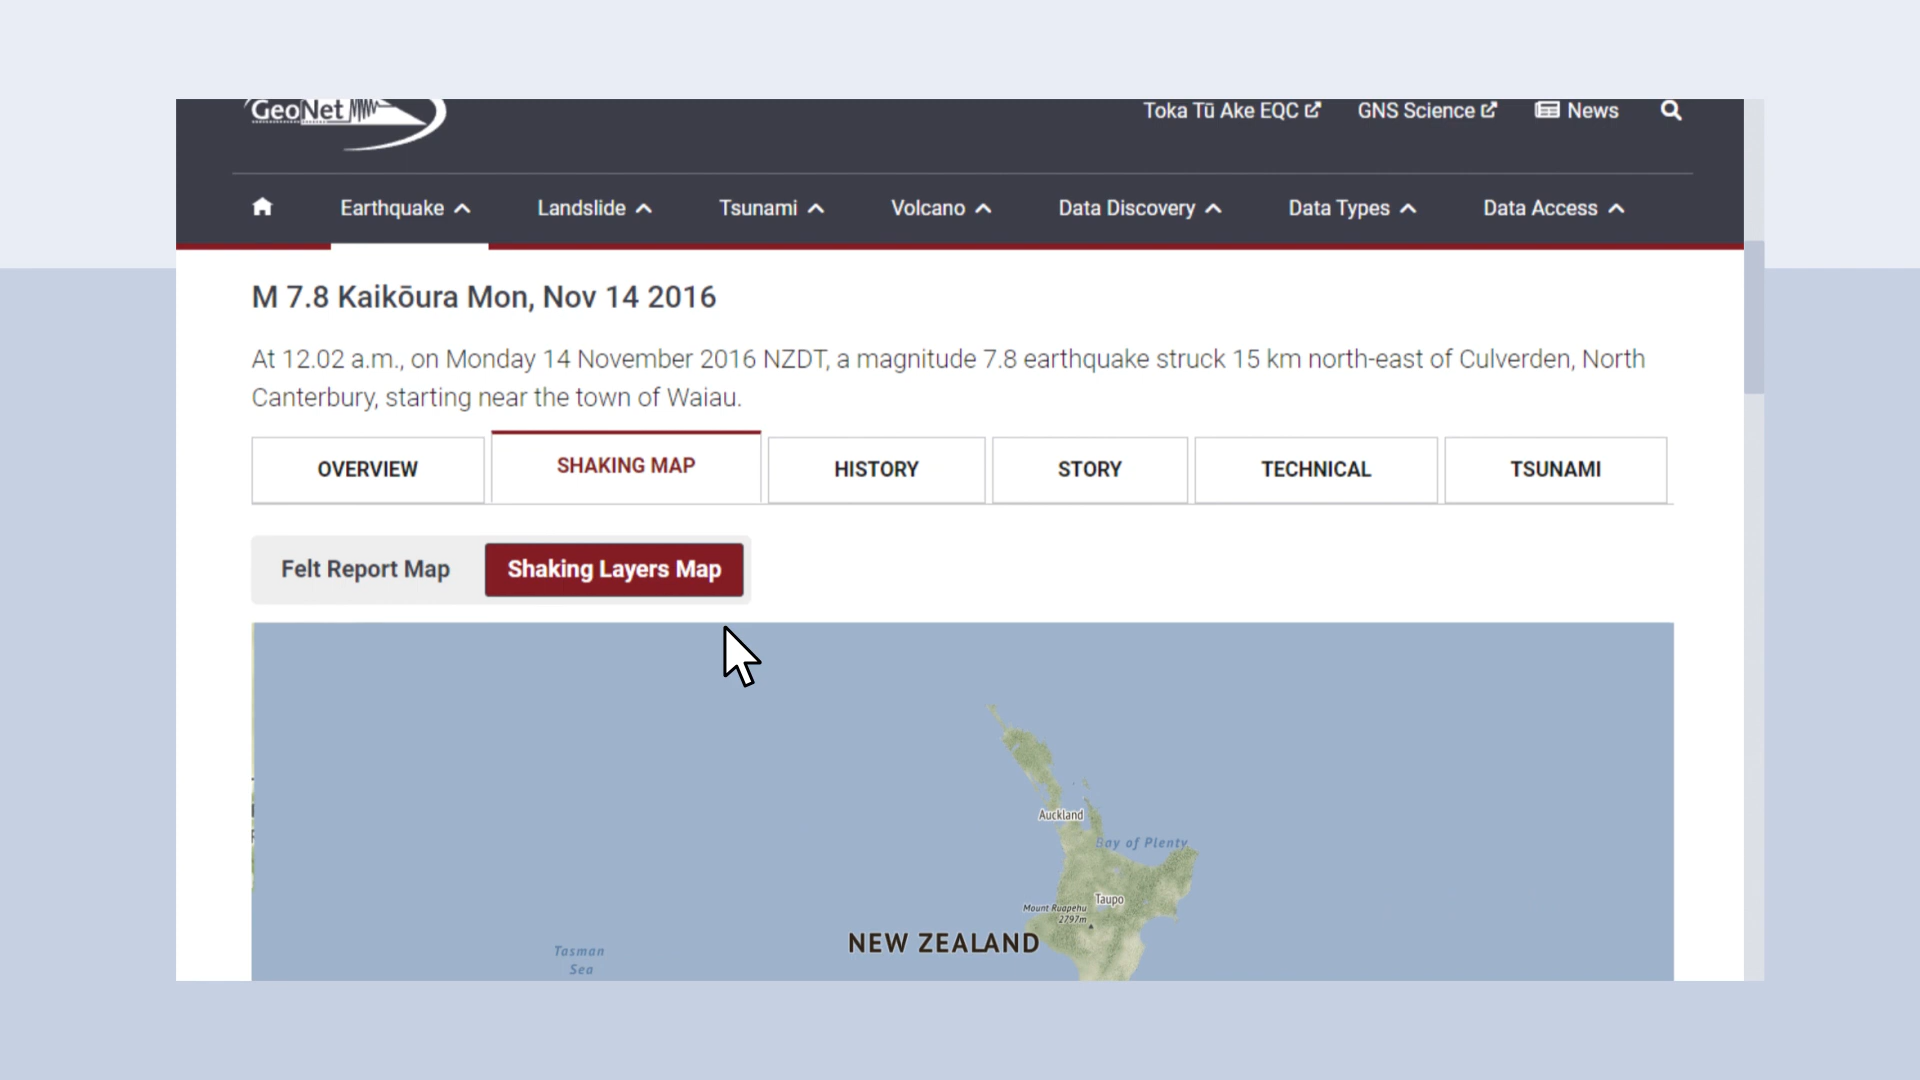 GeoNet
Toka Tū Ake EQC
GNS Science
News
Earthquake
Landslide
Tsunami
Volcano
Data Discovery
Data Types
Data Access
M 7.8 Kaikōura Mon, Nov 14 2016
At 12.02 a.m., on Monday 14 November 2016 NZDT, a magnitude 7.8 earthquake struck 15 km north-east of Culverden, North
Canterbury, starting near the town of Waiau.
OVERVIEW
SHAKING MAP
HISTORY
STORY
TECHNICAL
TSUNAMI
Felt Report Map
Shaking Layers Map
Auckland
Bay of Plenty
Taupo
Mount Ruapehu
2797m
NEW ZEALAND
Tasman
Sea